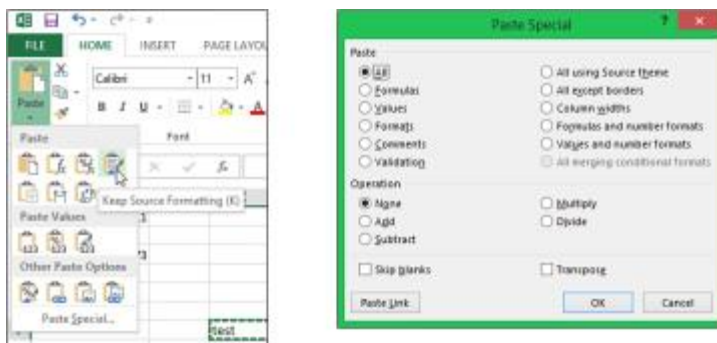 FILE HOME INSERT PAGE LAYOU
Calibri 11 A
Paste B I U A
Font
Paste
Keep Source Formatting (K)
Paste Values
Other Paste Options
Paste Special...
test
Paste Special ?
Paste
All
Formulas
Values
Formats
Comments
Validation
All using Source theme
All except borders
Column widths
Formulas and number formats
Values and number formats
All merging conditional formats
Operation
None
Add
Subtract
Multiply
Divide
Skip blanks
Transpose
Paste Link
OK
Cancel